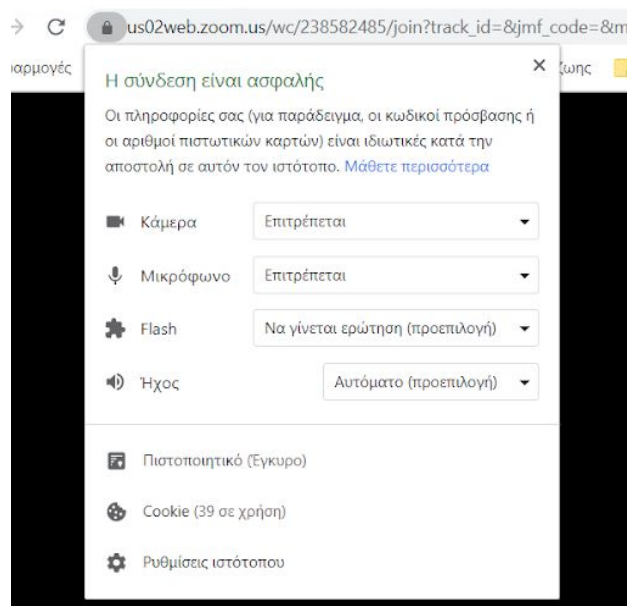 us02web.zoom.us/wc/238582485/join?track_id=&jmf_code=&m
Η σύνδεση είναι ασφαλής
Οι πληροφορίες σας (για παράδειγμα, οι κωδικοί πρόσβασης ή
οι αριθμοί πιστωτικών καρτών) είναι ιδιωτικές κατά την
αποστολή σε αυτόν τον ιστότοπο. Μάθετε περισσότερα
Κάμερα Επιτρέπεται
Μικρόφωνο Επιτρέπεται
Flash Να γίνεται ερώτηση (προεπιλογή)
Ήχος Αυτόματο (προεπιλογή)
Πιστοποιητικό (Έγκυρο)
Cookie (39 σε χρήση)
Ρυθμίσεις ιστότοπου